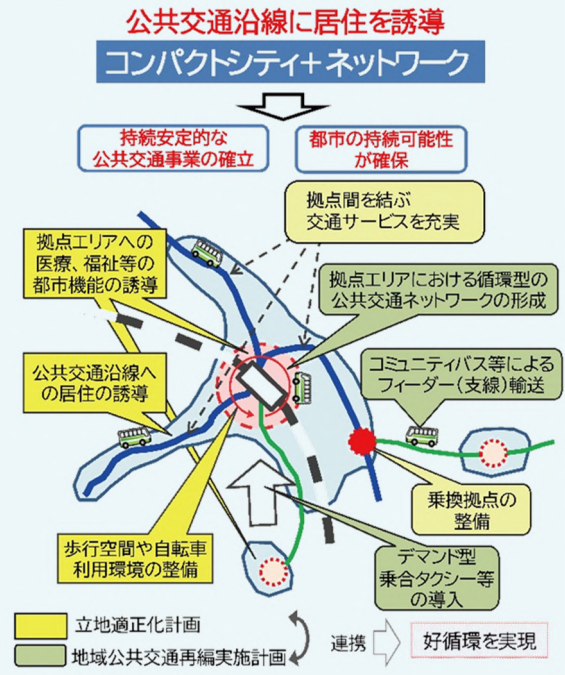 公共交通沿線に居住を誘導
コンパクトシティ＋ネットワーク
持続安定的な
公共交通事業の確立
都市の持続可能性
が確保
拠点間を結ぶ
交通サービスを充実
拠点エリアへの
医療、福祉等の
都市機能の誘導
拠点エリアにおける循環型の
公共交通ネットワークの形成
公共交通沿線へ
の居住の誘導
コミュニティバス等による
フィーダー（支線）輸送
乗換拠点の
整備
歩行空間や自転車
利用環境の整備
デマンド型
乗合タクシー等
の導入
立地適正化計画
地域公共交通再編実施計画
連携
好循環を実現